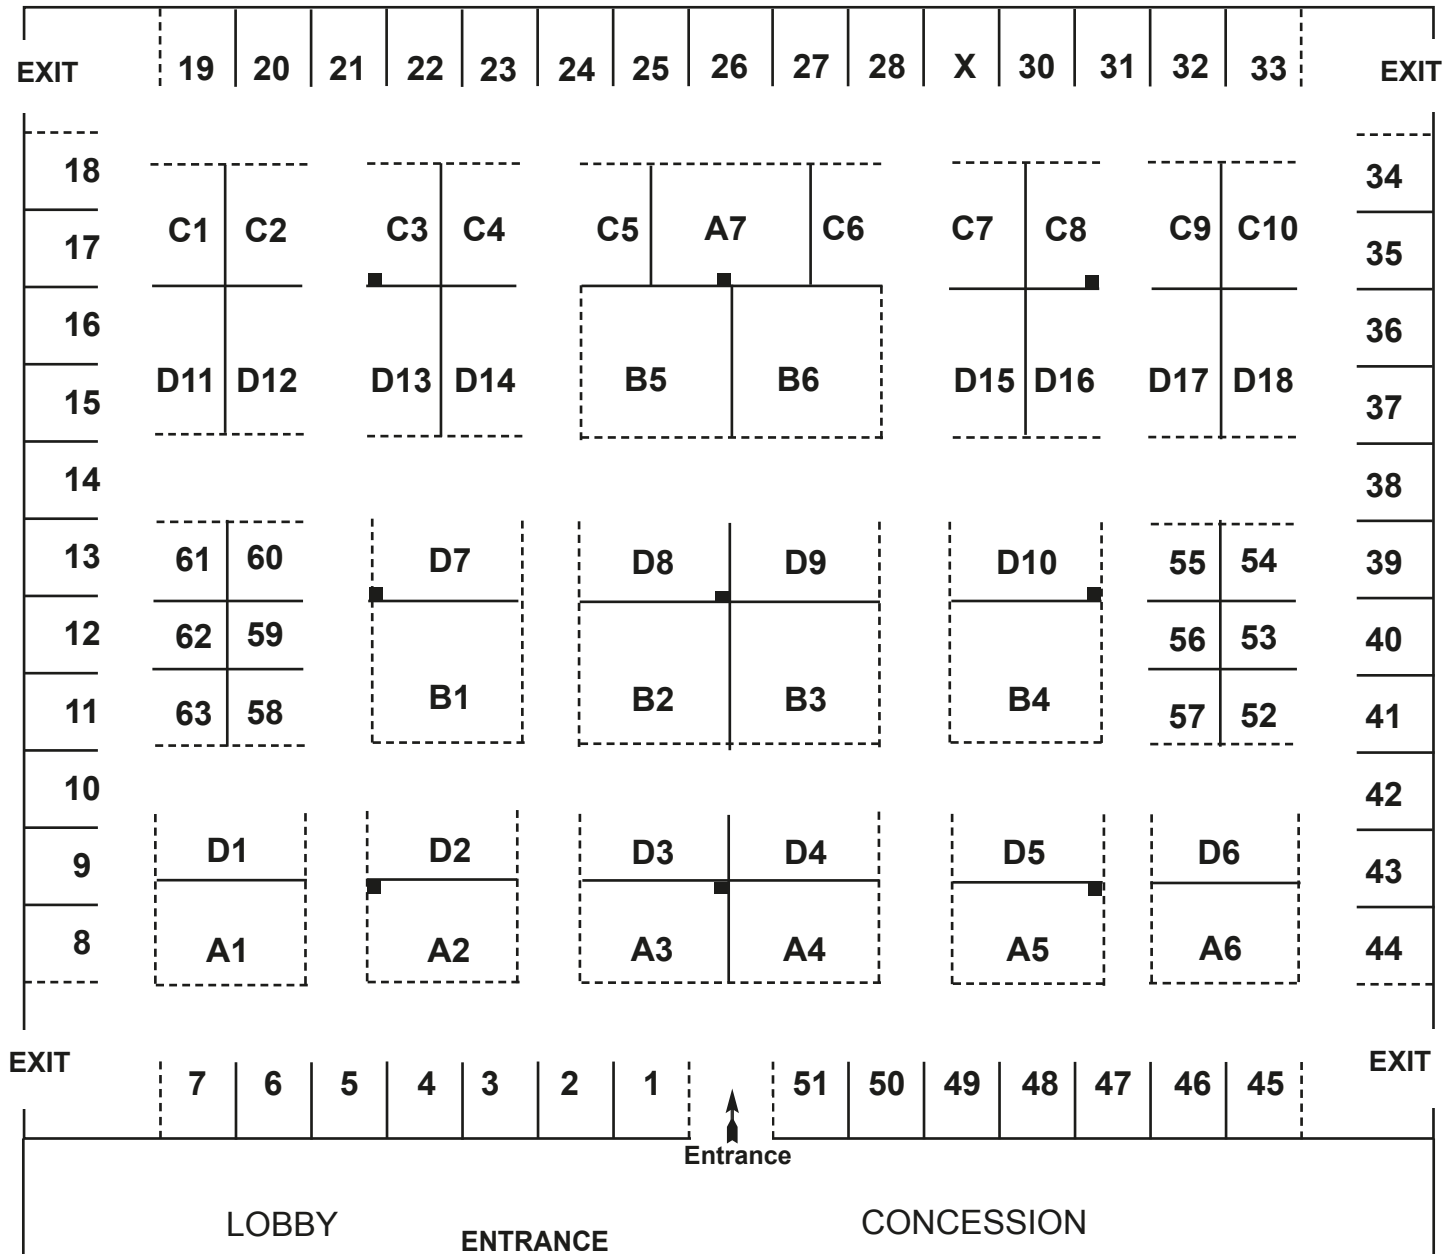 EXIT 19 20 21 22 23 24 25 26 27 28 X 30 31 32 33 EXIT
18 34
C1 C2 C3 C4 C5 A7 C6 C7 C8 C9 C10
17 35
16 36
D11 D12 D13 D14 B5 B6 D15 D16 D17 D18
15 37
14 38
13 61 60 D7 D8 D9 D10 55 54 39
12 62 59 56 53 40
11 63 58 B1 B2 B3 B4 57 52 41
10 42
9 D1 D2 D3 D4 D5 D6 43
8 A1 A2 A3 A4 A5 A6 44
EXIT EXIT
7 6 5 4 3 2 1 51 50 49 48 47 46 45
Entrance
LOBBY CONCESSION
ENTRANCE